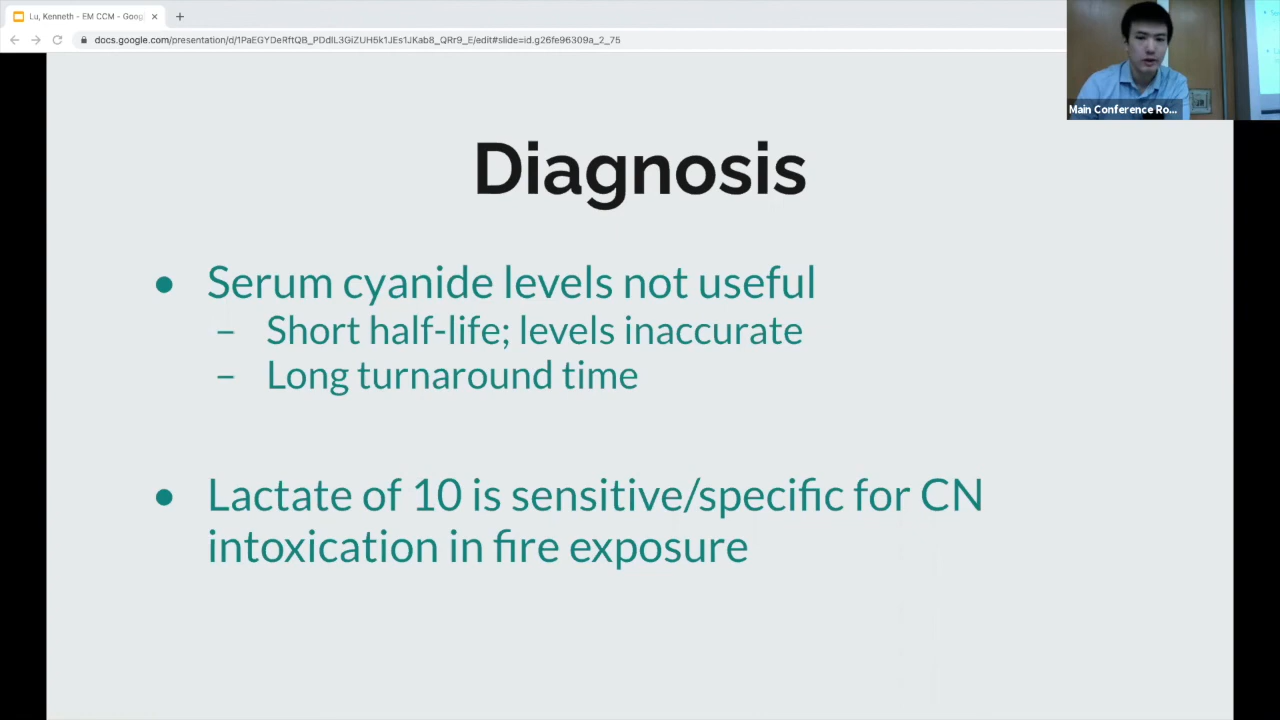 Lu, Kenneth - EM CCM - Goog
docs.google.com/presentation/d/1PaEGYDeRftQB_PDdlL3GiZUH5k1JEs1JKab8_QRr9_E/edit#slide=id.g26fe96309a_2_75
Main Conference Ro...
Diagnosis
● Serum cyanide levels not useful
– Short half-life; levels inaccurate
– Long turnaround time
● Lactate of 10 is sensitive/specific for CN
intoxication in fire exposure